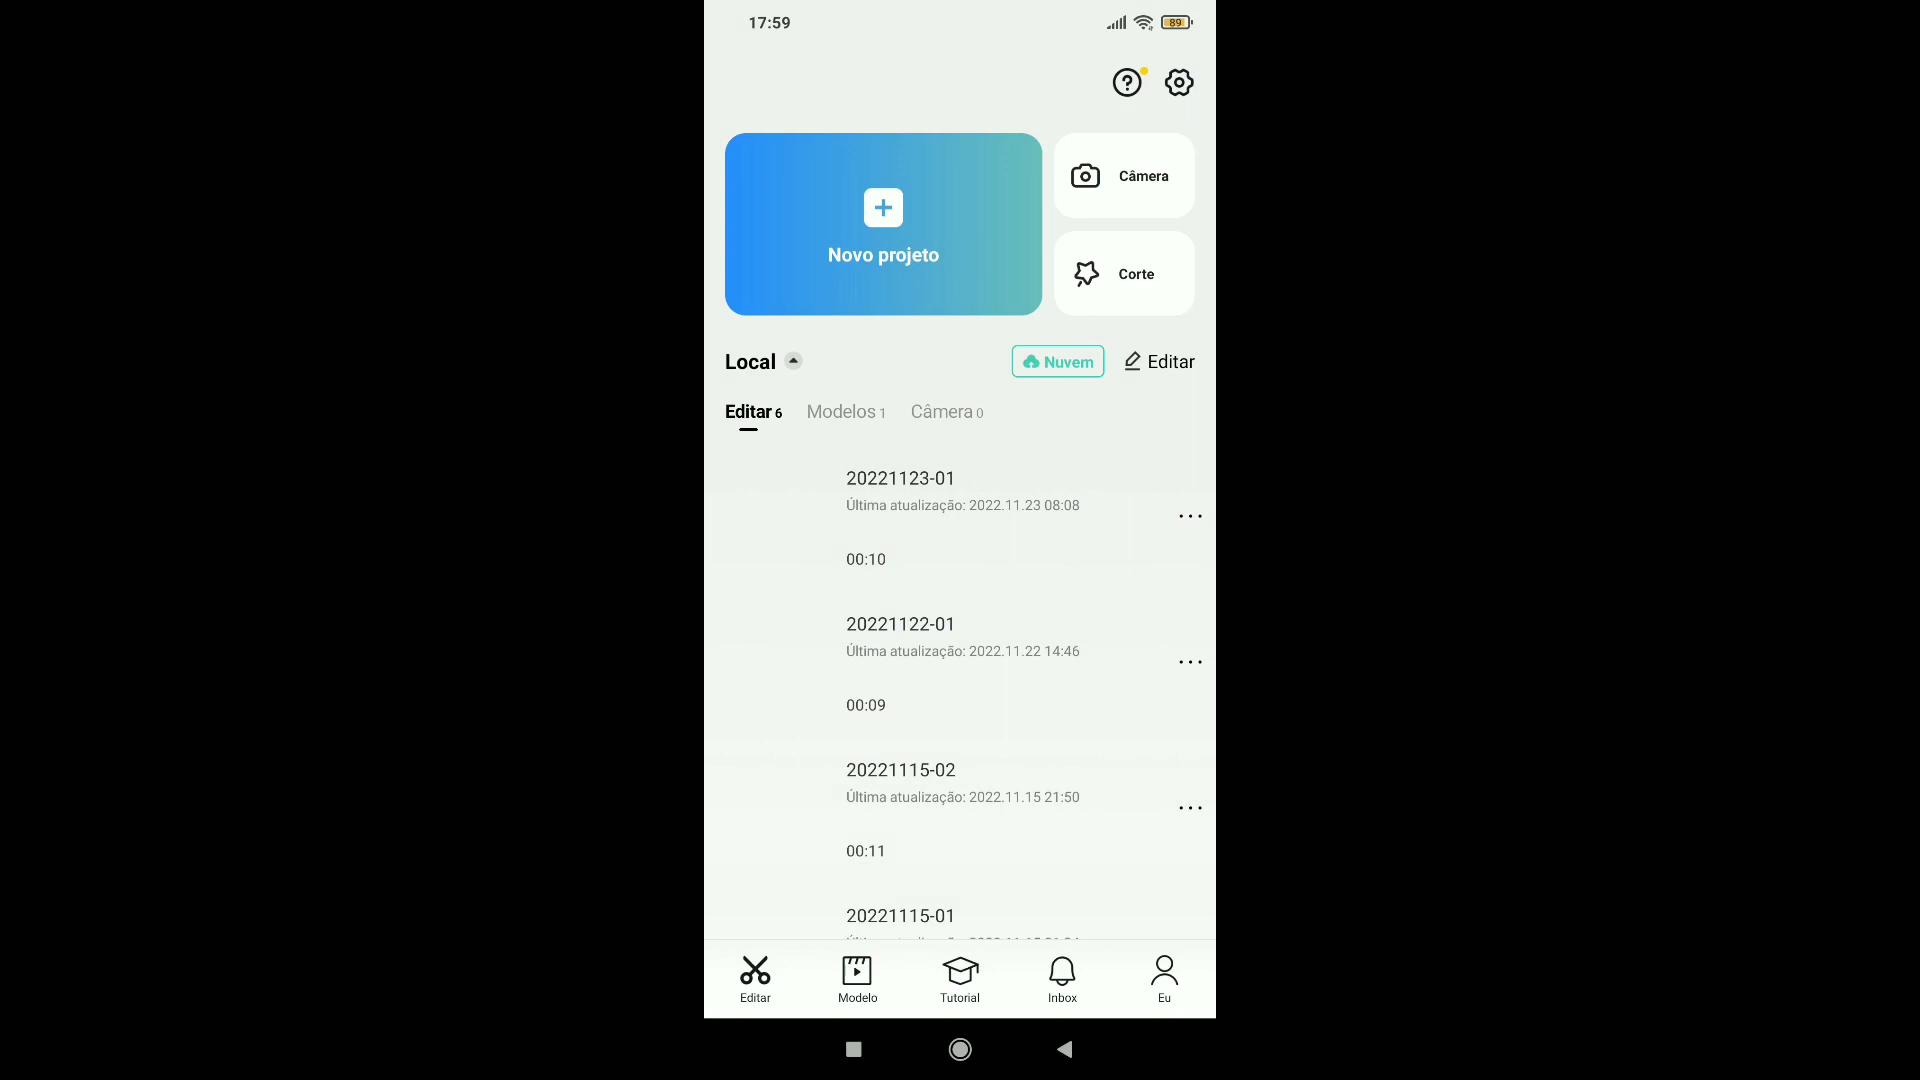 17:59
89
Câmera
Novo projeto
Corte
Local
Nuvem
Editar
Editar 6
Modelos 1
Câmera 0
20221123-01
Última atualização: 2022.11.23 08:08
00:10
20221122-01
Última atualização: 2022.11.22 14:46
00:09
20221115-02
Última atualização: 2022.11.15 21:50
00:11
20221115-01
Editar
Modelo
Tutorial
Inbox
Eu